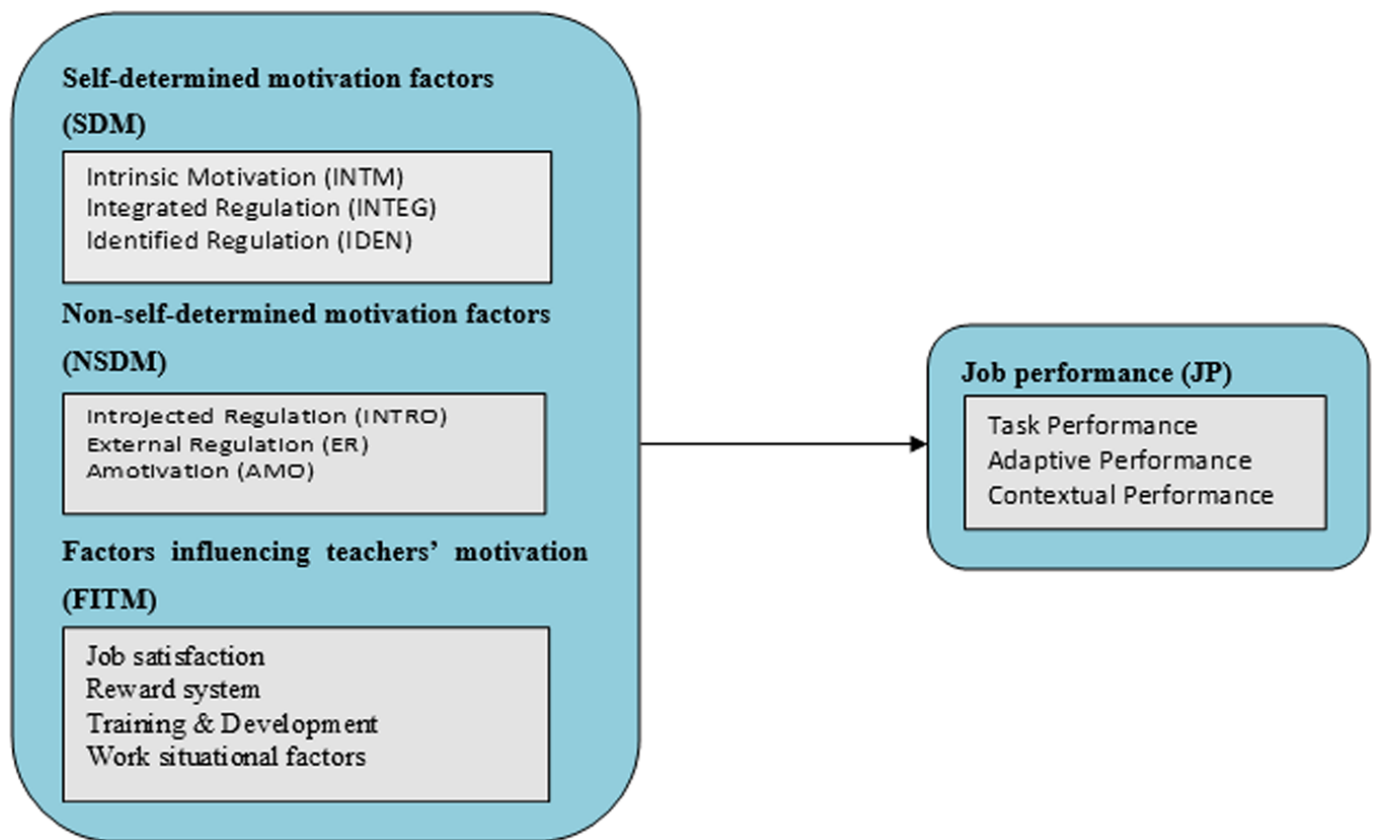 Self-determined motivation factors
(SDM)
Intrinsic Motivation (INTM)
Integrated Regulation (INTEG)
Identified Regulation (IDEN)
Non-self-determined motivation factors
(NSDM)
Introjected Regulation (INTRO)
External Regulation (ER)
Amotivation (AMO)
Factors influencing teachers’ motivation
(FITM)
Job satisfaction
Reward system
Training & Development
Work situational factors
Job performance (JP)
Task Performance
Adaptive Performance
Contextual Performance